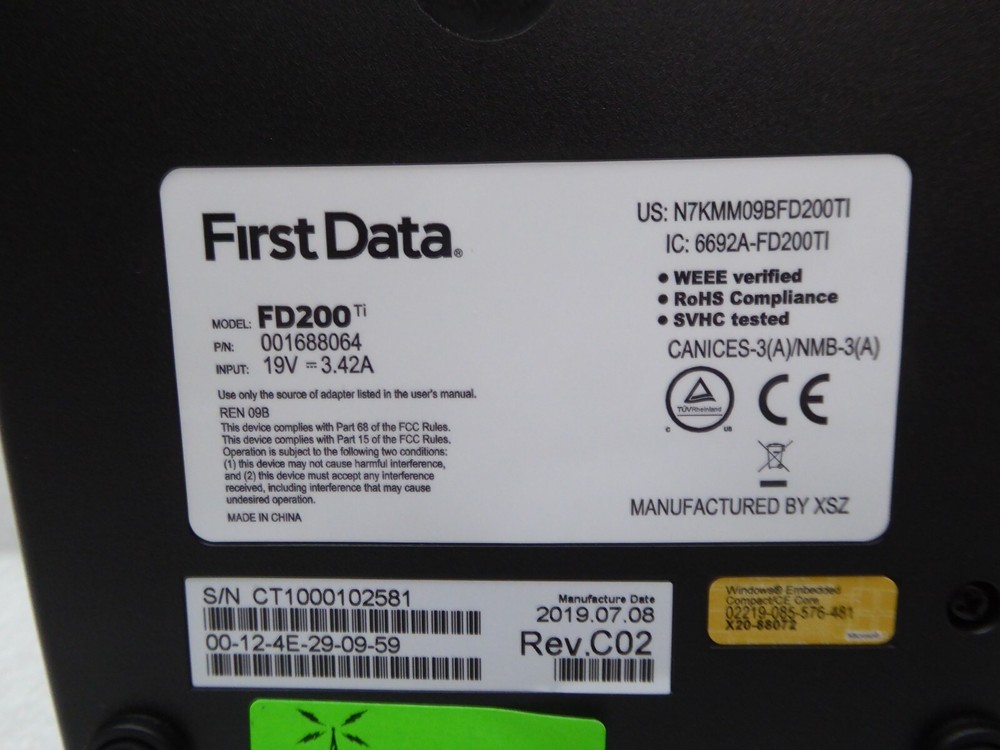 First Data®
MODEL: FD200 Ti
P/N: 001688064
INPUT: 19V ⎓ 3.42A
Use only the source of adapter listed in the user's manual.
REN 09B
This device complies with Part 68 of the FCC Rules.
This device complies with Part 15 of the FCC Rules.
Operation is subject to the following two conditions:
(1) this device may not cause harmful interference,
and (2) this device must accept any interference
received, including interference that may cause
undesired operation.
MADE IN CHINA
US: N7KMM09BFD200TI
IC: 6692A-FD200TI
• WEEE verified
• RoHS Compliance
• SVHC tested
CANICES-3(A)/NMB-3(A)
TÜVRheinland
C US
CE
MANUFACTURED BY XSZ
S/N CT1000102581
00-12-4E-29-09-59
Manufacture Date
2019.07.08
Rev.C02
Windows® Embedded
Compact/CE Core
02219-085-576-481
X20-88072
Microsoft